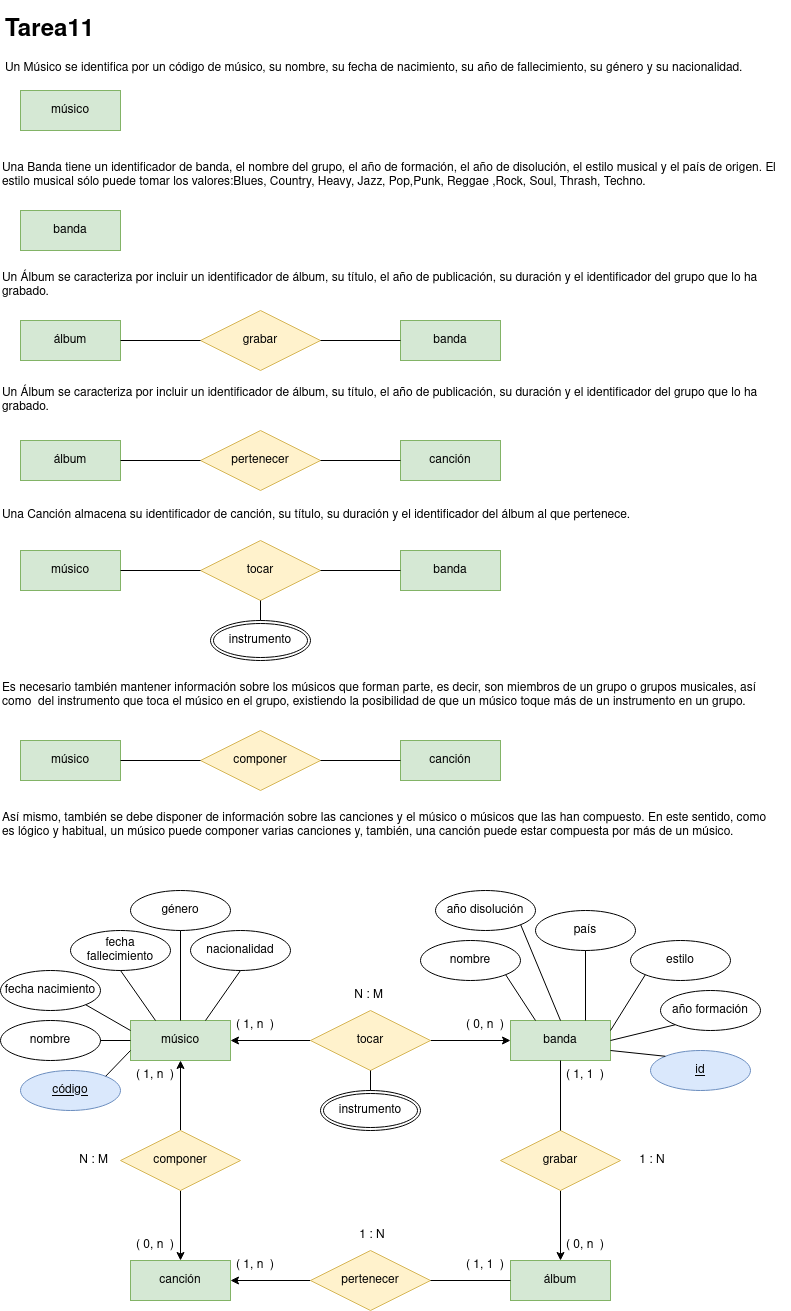 Tarea11
Un Músico se identifica por un código de músico, su nombre, su fecha de nacimiento, su año de fallecimiento, su género y su nacionalidad.
músico
Una Banda tiene un identificador de banda, el nombre del grupo, el año de formación, el año de disolución, el estilo musical y el país de origen. El
estilo musical sólo puede tomar los valores:Blues, Country, Heavy, Jazz, Pop,Punk, Reggae ,Rock, Soul, Thrash, Techno.
banda
Un Álbum se caracteriza por incluir un identificador de álbum, su título, el año de publicación, su duración y el identificador del grupo que lo ha
grabado.
álbum grabar banda
Un Álbum se caracteriza por incluir un identificador de álbum, su título, el año de publicación, su duración y el identificador del grupo que lo ha
grabado.
álbum pertenecer canción
Una Canción almacena su identificador de canción, su título, su duración y el identificador del álbum al que pertenece.
músico tocar banda
instrumento
Es necesario también mantener información sobre los músicos que forman parte, es decir, son miembros de un grupo o grupos musicales, así
como del instrumento que toca el músico en el grupo, existiendo la posibilidad de que un músico toque más de un instrumento en un grupo.
músico componer canción
Así mismo, también se debe disponer de información sobre las canciones y el músico o músicos que las han compuesto. En este sentido, como
es lógico y habitual, un músico puede componer varias canciones y, también, una canción puede estar compuesta por más de un músico.
género año disolución
país
fecha
fallecimiento
nacionalidad nombre estilo
fecha nacimiento N : M año formación
nombre músico ( 1, n ) tocar ( 0, n ) banda
código ( 1, n ) ( 1, 1 ) id
instrumento
N : M componer grabar 1 : N
1 : N
( 0, n ) ( 0, n )
( 1, n ) ( 1, 1 )
canción pertenecer álbum